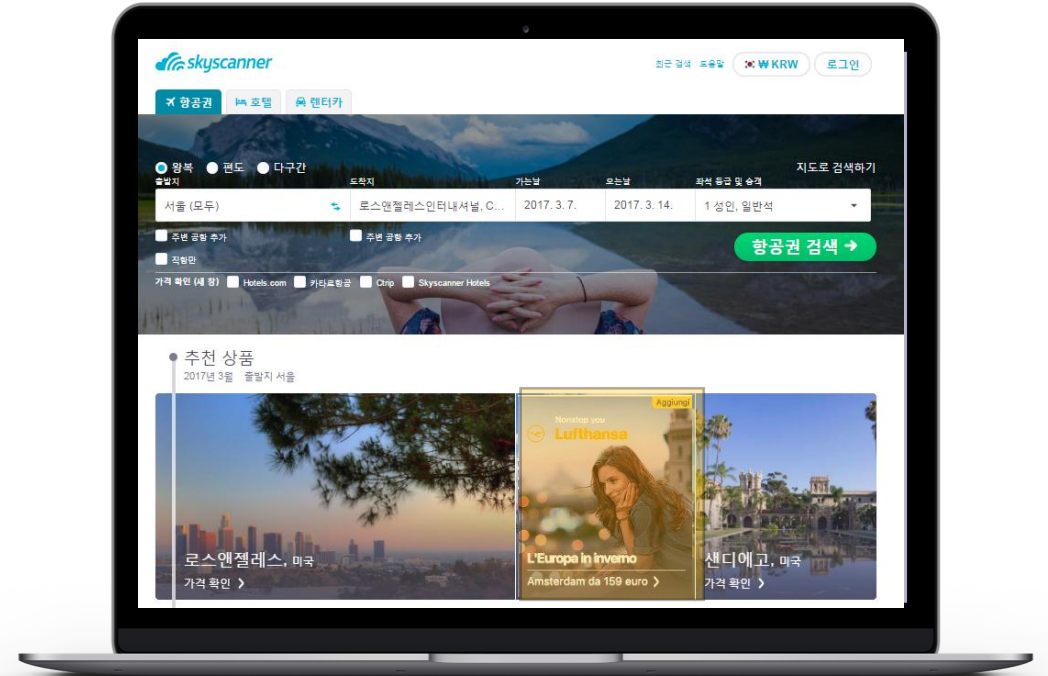 skyscanner
최근 검색 도움말 ₩ KRW 로그인
항공권 호텔 렌터카
왕복 편도 다구간 지도로 검색하기
출발지 도착지 가는날 오는날 좌석 등급 및 승객
서울 (모두) 로스앤젤레스인터내셔널, C... 2017. 3. 7. 2017. 3. 14. 1 성인, 일반석
주변 공항 추가 주변 공항 추가
직항만
항공권 검색 →
가격 확인 (새 창) Hotels.com 카타르항공 Ctrip Skyscanner Hotels
추천 상품
2017년 3월 출발지 서울
Aggiungi
Nonstop you
Lufthansa
로스앤젤레스, 미국
가격 확인 ❯
L'Europa in inverno
Amsterdam da 159 euro ❯
샌디에고, 미국
가격 확인 ❯